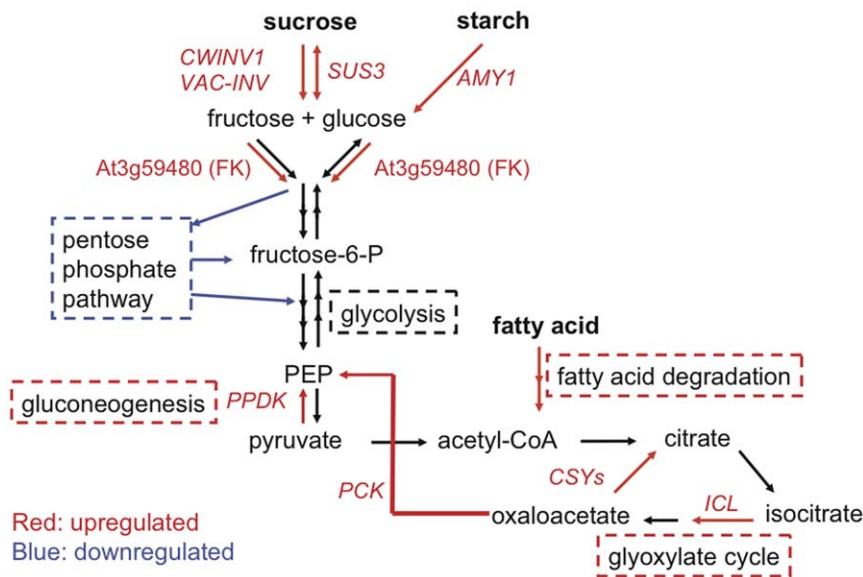 sucrose
starch
CWINV1
VAC-INV
SUS3
AMY1
fructose + glucose
At3g59480 (FK)
At3g59480 (FK)
pentose
phosphate
pathway
fructose-6-P
glycolysis
fatty acid
PEP
fatty acid degradation
gluconeogenesis
PPDK
pyruvate
acetyl-CoA
citrate
CSYs
PCK
ICL
oxaloacetate
isocitrate
Red: upregulated
Blue: downregulated
glyoxylate cycle